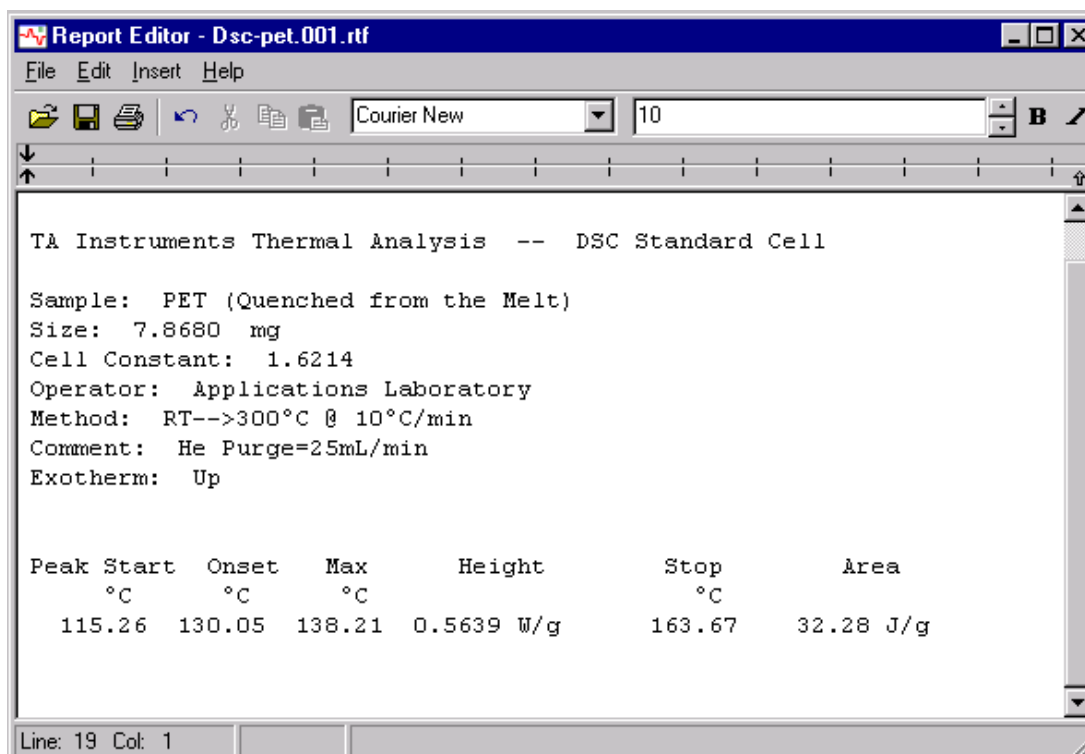 Report Editor - Dsc-pet.001.rtf
File Edit Insert Help
Courier New 10 B I
TA Instruments Thermal Analysis -- DSC Standard Cell
Sample: PET (Quenched from the Melt)
Size: 7.8680 mg
Cell Constant: 1.6214
Operator: Applications Laboratory
Method: RT-->300°C @ 10°C/min
Comment: He Purge=25mL/min
Exotherm: Up
Peak Start Onset Max Height Stop Area
°C °C °C °C
115.26 130.05 138.21 0.5639 W/g 163.67 32.28 J/g
Line: 19 Col: 1